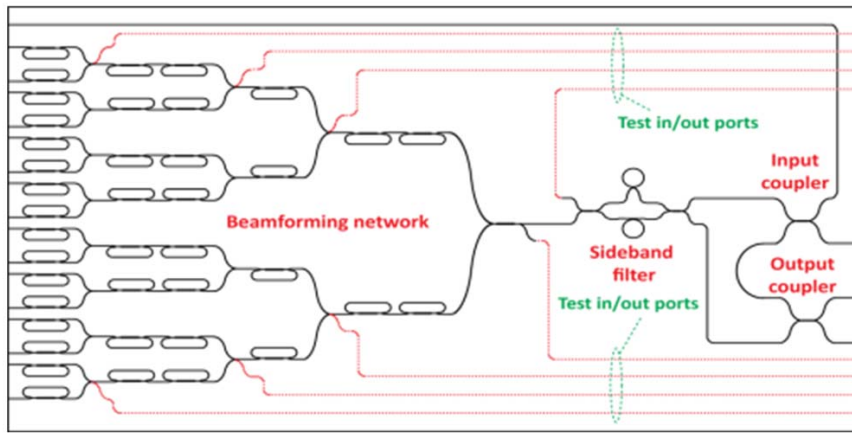 Test in/out ports
Input
coupler
Beamforming network
Sideband
filter
Output
coupler
Test in/out ports